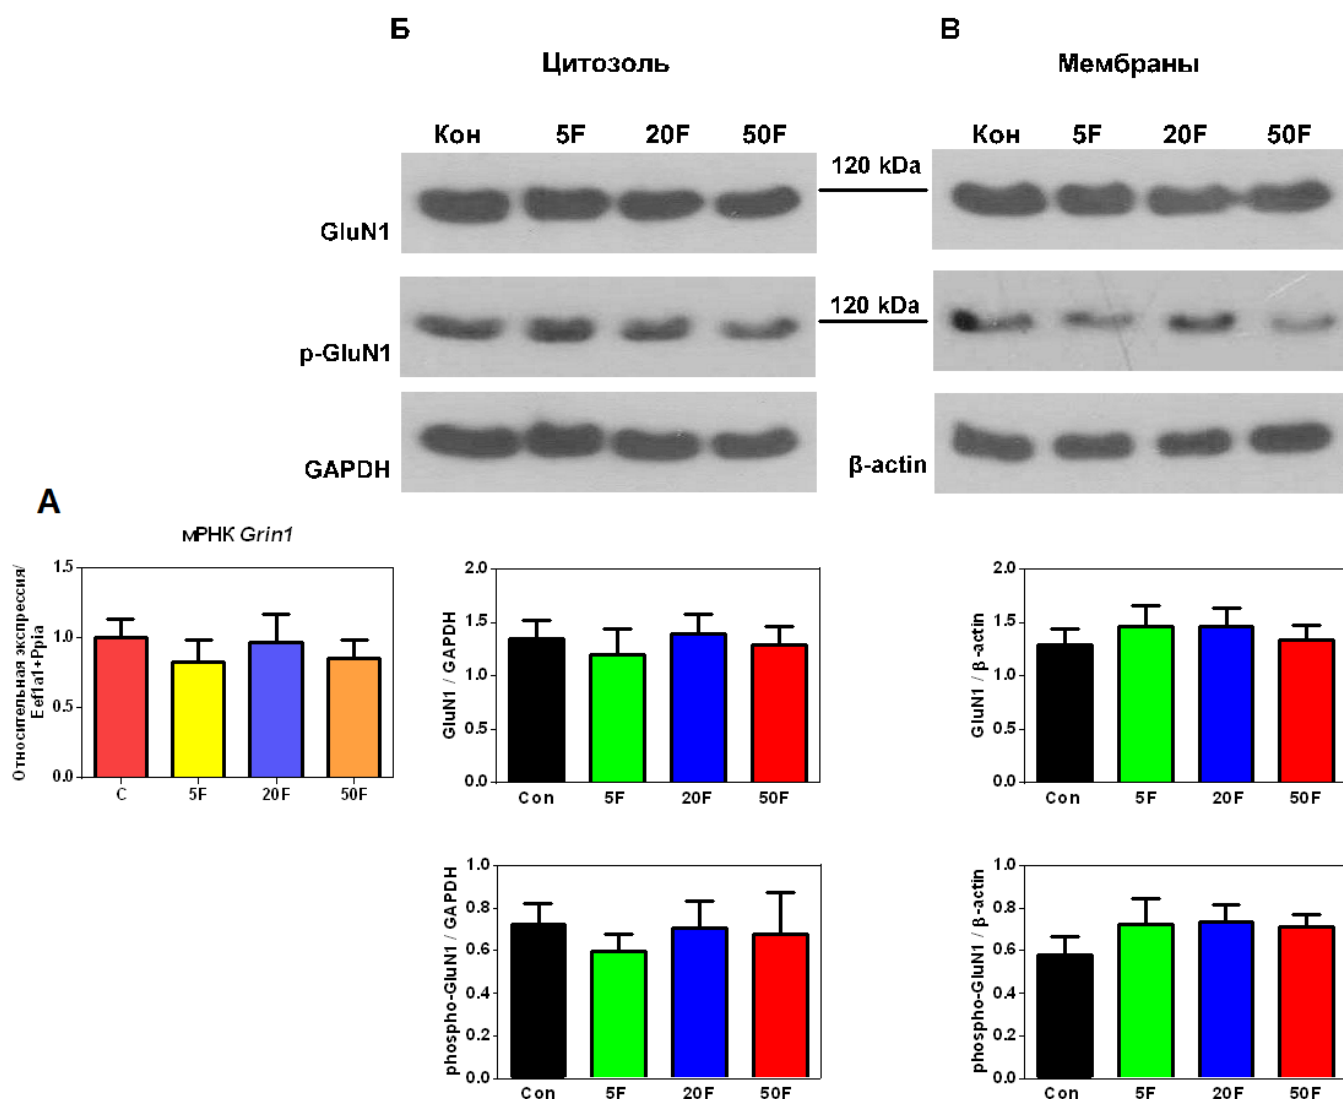 Б
Цитозоль
Кон 5F 20F 50F
GluN1
p-GluN1
GAPDH
120 kDa
120 kDa
В
Мембраны
Кон 5F 20F 50F
β-actin
А
мРНК Grin1
Относительная экспрессия/
Eef1a1+Ppia
1.5
1.0
0.5
0.0
C 5F 20F 50F
GluN1 / GAPDH
2.0
1.5
1.0
0.5
0.0
Con 5F 20F 50F
GluN1 / β-actin
2.0
1.5
1.0
0.5
0.0
Con 5F 20F 50F
phospho-GluN1 / GAPDH
1.0
0.8
0.6
0.4
0.2
0.0
Con 5F 20F 50F
phospho-GluN1 / β-actin
1.0
0.8
0.6
0.4
0.2
0.0
Con 5F 20F 50F